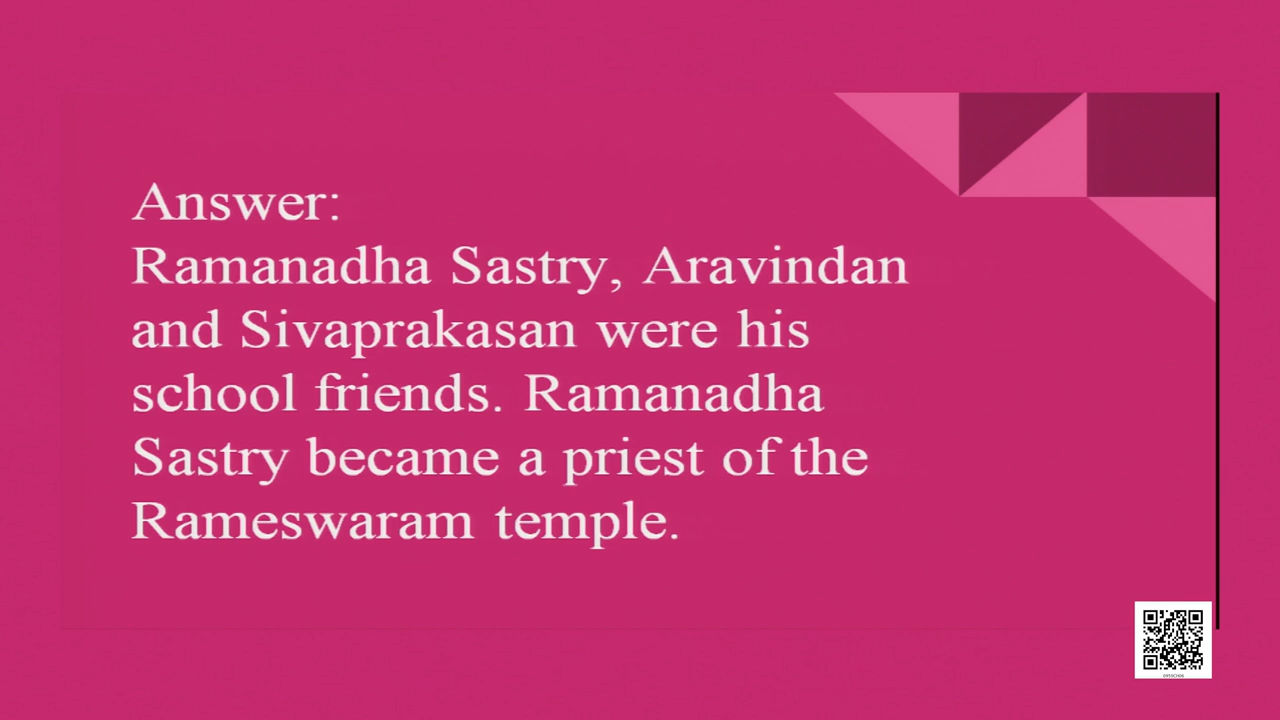 Answer:
Ramanadha Sastry, Aravindan
and Sivaprakasan were his
school friends. Ramanadha
Sastry became a priest of the
Rameswaram temple.